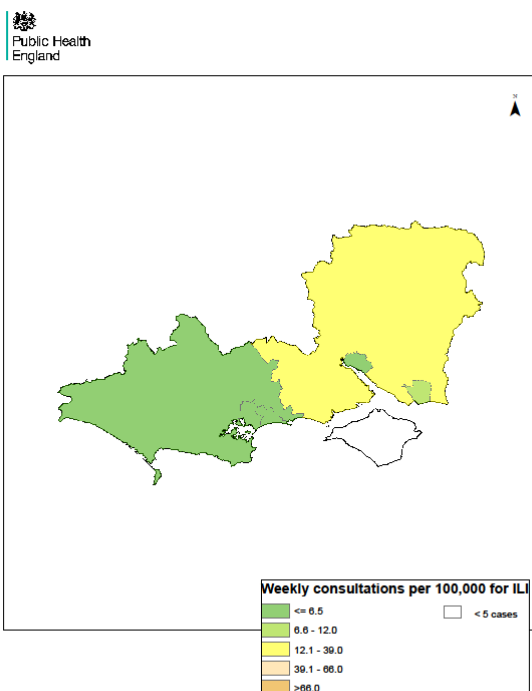 Public Health
England
N
Weekly consultations per 100,000 for ILI
<= 6.5
< 5 cases
6.6 - 12.0
12.1 - 39.0
39.1 - 66.0
>66.0